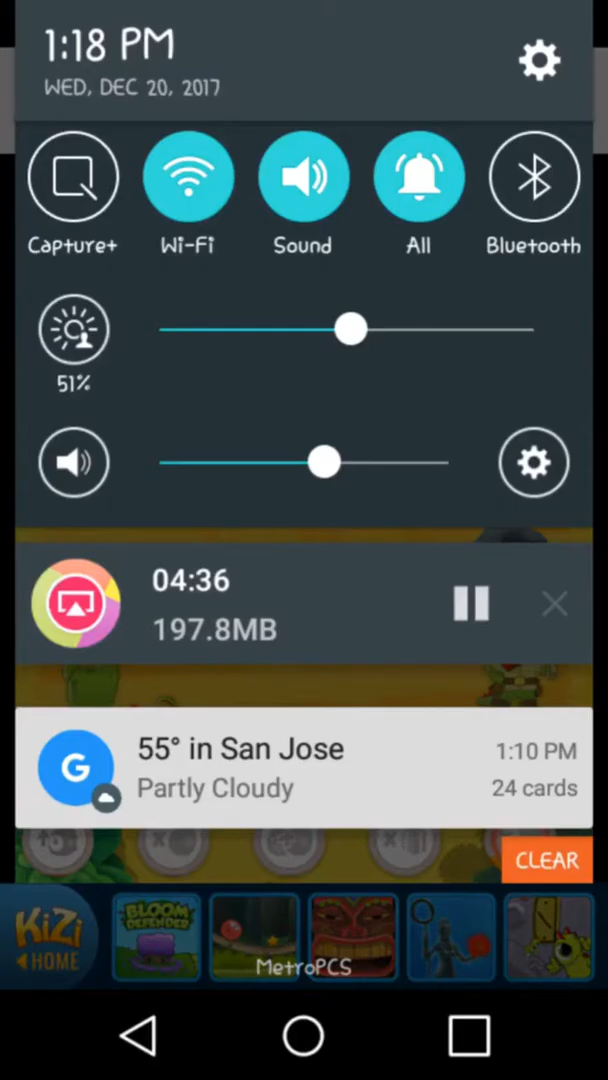 1:18 PM
WED, DEC 20, 2017
Capture+
Wi-Fi
Sound
All
Bluetooth
51%
04:36
197.8MB
G
55° in San Jose
1:10 PM
Partly Cloudy
24 cards
CLEAR
KiZi
HOME
BLOOM
DEFENDER
MetroPCS